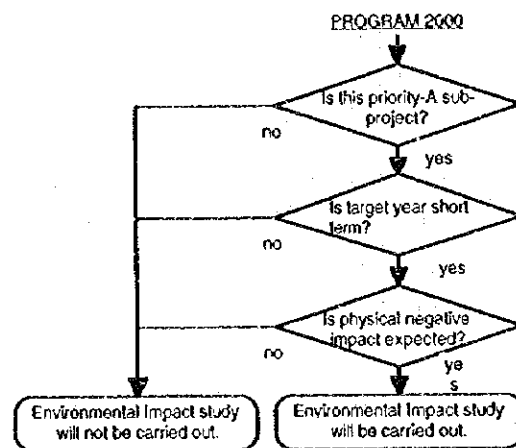 PROGRAM 2000
Is this priority-A sub-
project?
no
yes
Is target year short
term?
no
yes
Is physical negative
impact expected?
no
ye
s
Environmental Impact study
will not be carried out.
Environmental Impact study
will be carried out.